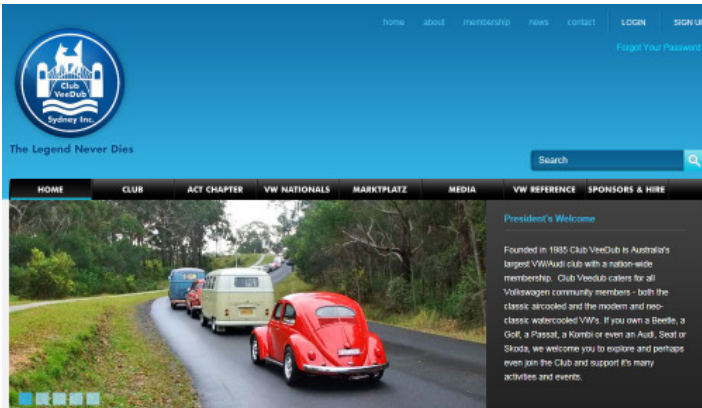 home about membership news contact LOGIN SIGN U
Forgot Your Password
Club
VeeDub
Sydney Inc.
The Legend Never Dies
Search
HOME CLUB ACT CHAPTER VW NATIONALS MARKTPLATZ MEDIA VW REFERENCE SPONSORS & HIRE
President's Welcome
Founded in 1985 Club VeeDub is Australia's
largest VW/Audi club with a nation-wide
membership. Club Veedub caters for all
Volkswagen community members - both the
classic aircooled and the modern and neo-
classic watercooled VW's. If you own a Beetle, a
Golf, a Passat, a Kombi or even an Audi, Seat or
Skoda, we welcome you to explore and perhaps
even join the Club and support it's many
activities and events.